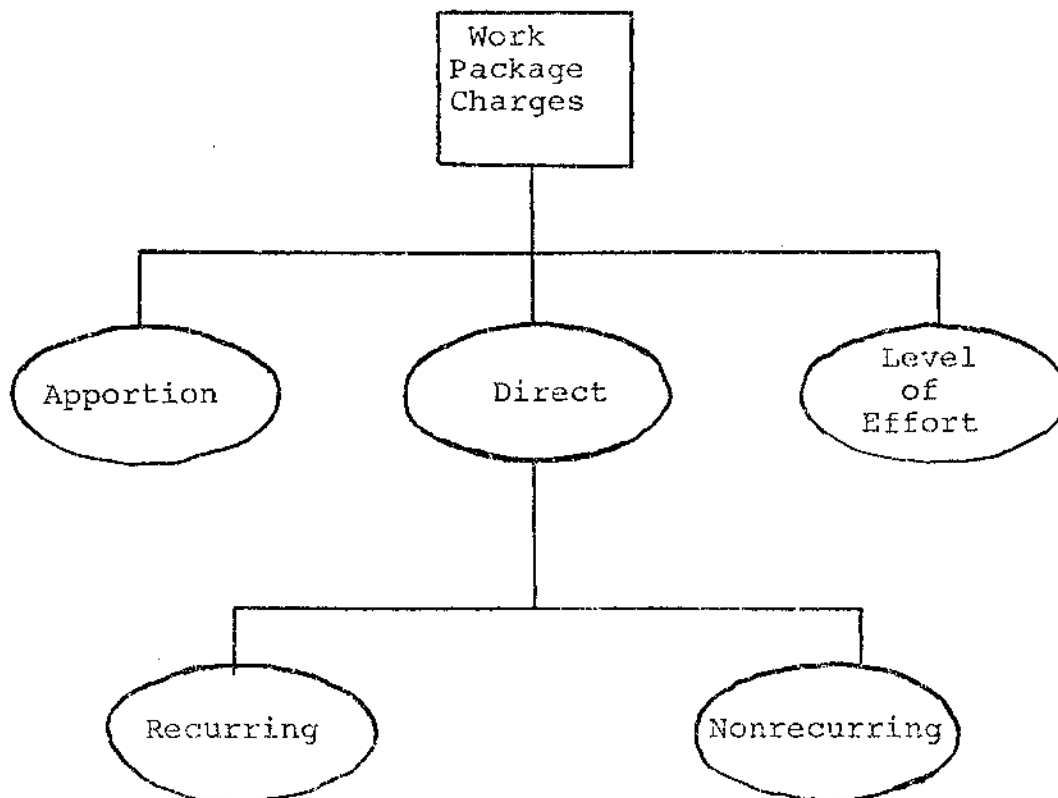 Work
Package
Charges
Apportion
Direct
Level
of
Effort
Recurring
Nonrecurring